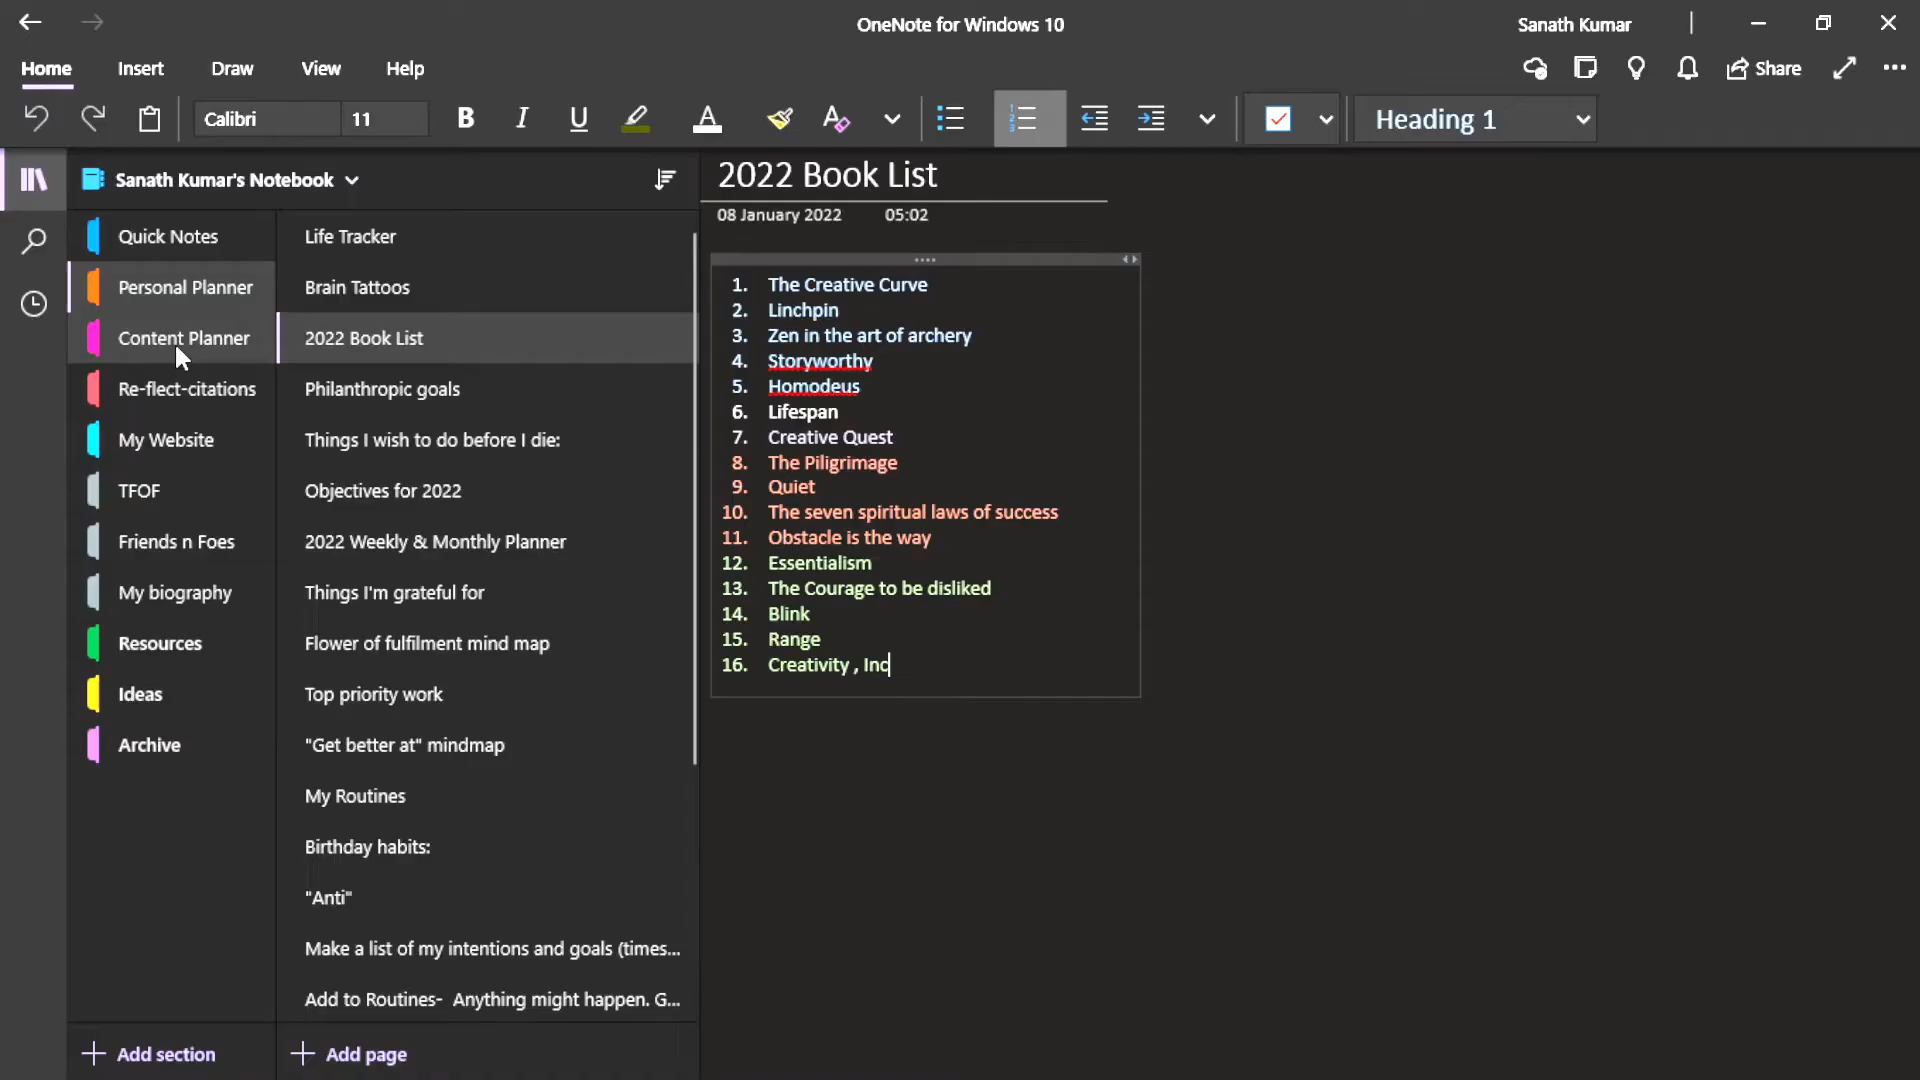 OneNote for Windows 10
Sanath Kumar
Home Insert Draw View Help
Share
Calibri 11 B I U A A Heading 1
Sanath Kumar's Notebook
Quick Notes
Personal Planner
Content Planner
Re-flect-citations
My Website
TFOF
Friends n Foes
My biography
Resources
Ideas
Archive
Add section
Life Tracker
Brain Tattoos
2022 Book List
Philanthropic goals
Things I wish to do before I die:
Objectives for 2022
2022 Weekly & Monthly Planner
Things I'm grateful for
Flower of fulfilment mind map
Top priority work
"Get better at" mindmap
My Routines
Birthday habits:
"Anti"
Make a list of my intentions and goals (times...
Add to Routines- Anything might happen. G...
Add page
2022 Book List
08 January 2022 05:02
1. The Creative Curve
2. Linchpin
3. Zen in the art of archery
4. Storyworthy
5. Homodeus
6. Lifespan
7. Creative Quest
8. The Piligrimage
9. Quiet
10. The seven spiritual laws of success
11. Obstacle is the way
12. Essentialism
13. The Courage to be disliked
14. Blink
15. Range
16. Creativity , Inc